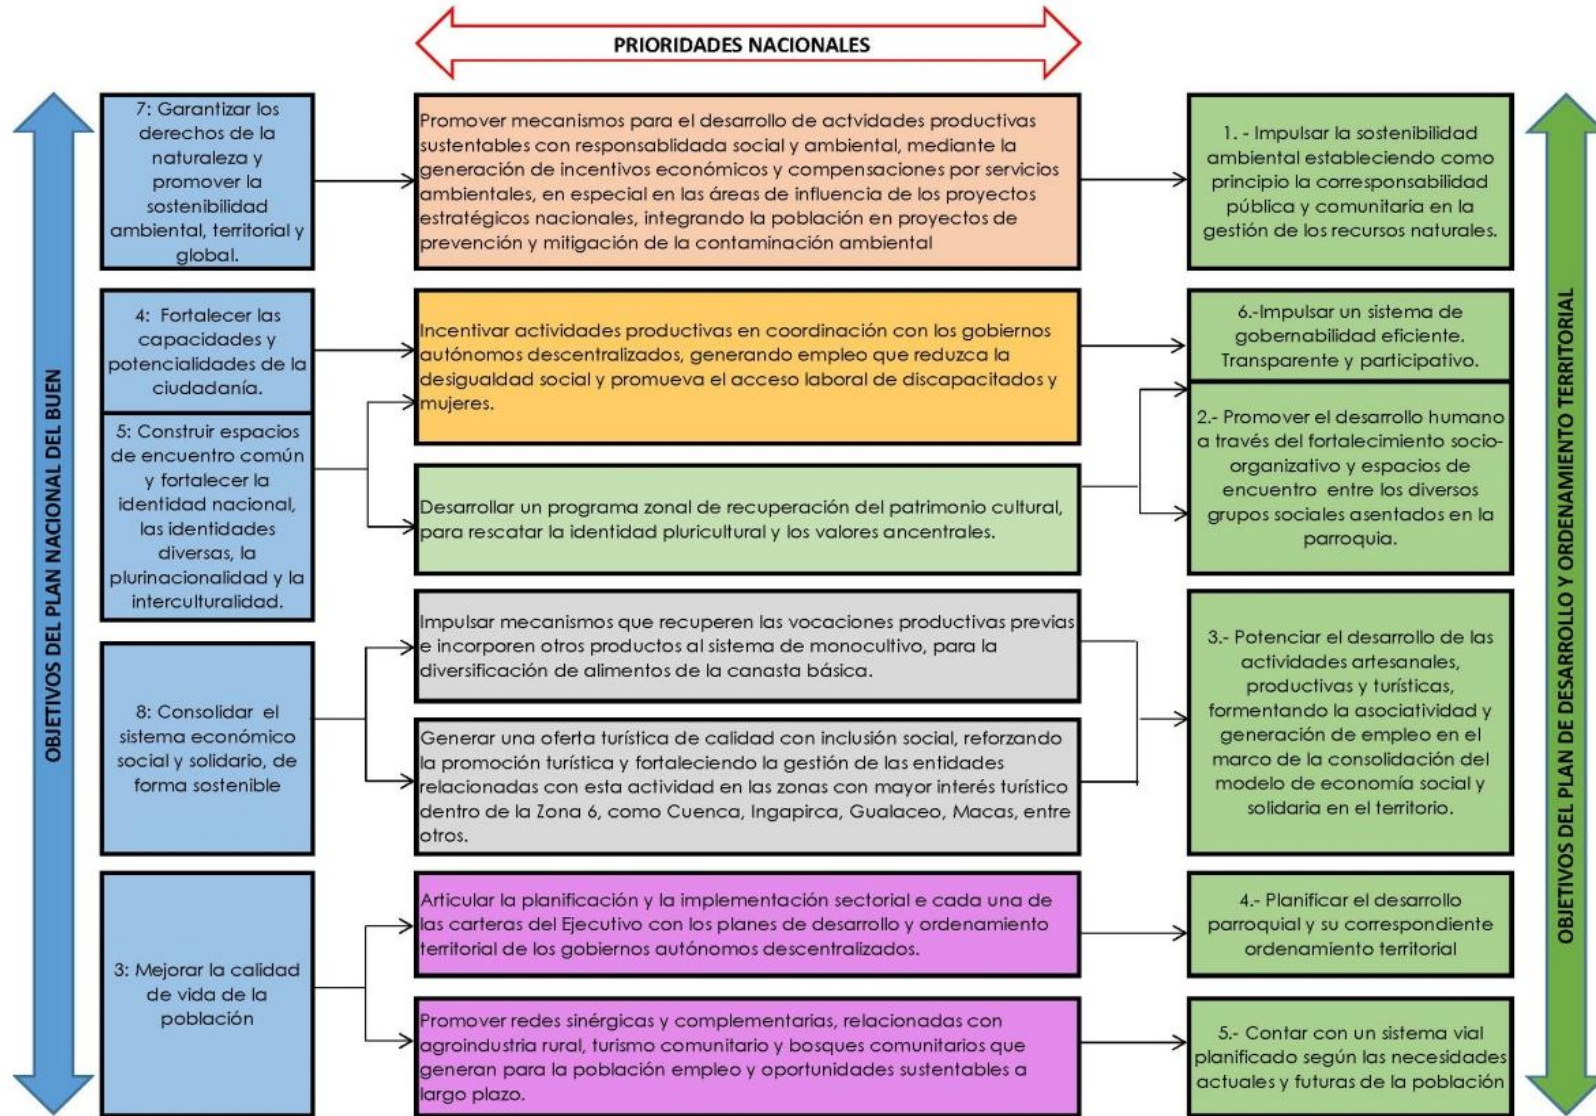 PRIORIDADES NACIONALES
OBJETIVOS DEL PLAN NACIONAL DEL BUEN
7: Garantizar los
derechos de la
naturaleza y
promover la
sostenibilidad
ambiental, territorial y
global.
Promover mecanismos para el desarrollo de actvidades productivas
sustentables con responsablidada social y ambiental, mediante la
generación de incentivos económicos y compensaciones por servicios
ambientales, en especial en las áreas de influencia de los proyectos
estratégicos nacionales, integrando la población en proyectos de
prevención y mitigación de la contaminación ambiental
1. - Impulsar la sostenibilidad
ambiental estableciendo como
principio la corresponsabilidad
pública y comunitaria en la
gestión de los recursos naturales.
4: Fortalecer las
capacidades y
potencialidades de la
ciudadanía.
Incentivar actividades productivas en coordinación con los gobiernos
autónomos descentralizados, generando empleo que reduzca la
desigualdad social y promueva el acceso laboral de discapacitados y
mujeres.
6.-Impulsar un sistema de
gobernabilidad eficiente.
Transparente y participativo.
5: Construir espacios
de encuentro común
y fortalecer la
identidad nacional,
las identidades
diversas, la
plurinacionalidad y la
interculturalidad.
Desarrollar un programa zonal de recuperación del patrimonio cultural,
para rescatar la identidad pluricultural y los valores ancentrales.
2.- Promover el desarrollo humano
a través del fortalecimiento socio-
organizativo y espacios de
encuentro entre los diversos
grupos sociales asentados en la
parroquia.
8: Consolidar el
sistema económico
social y solidario, de
forma sostenible
Impulsar mecanismos que recuperen las vocaciones productivas previas
e incorporen otros productos al sistema de monocultivo, para la
diversificación de alimentos de la canasta básica.
Generar una oferta turística de calidad con inclusión social, reforzando
la promoción turística y fortaleciendo la gestión de las entidades
relacionadas con esta actividad en las zonas con mayor interés turístico
dentro de la Zona 6, como Cuenca, Ingapirca, Gualaceo, Macas, entre
otros.
3.- Potenciar el desarrollo de las
actividades artesanales,
productivas y turísticas,
formentando la asociatividad y
generación de empleo en el
marco de la consolidación del
modelo de economía social y
solidaria en el territorio.
3: Mejorar la calidad
de vida de la
población
Articular la planificación y la implementación sectorial e cada una de
las carteras del Ejecutivo con los planes de desarrollo y ordenamiento
territorial de los gobiernos autónomos descentralizados.
4.- Planificar el desarrollo
parroquial y su correspondiente
ordenamiento territorial
Promover redes sinérgicas y complementarias, relacionadas con
agroindustria rural, turismo comunitario y bosques comunitarios que
generan para la población empleo y oportunidades sustentables a
largo plazo.
5.- Contar con un sistema vial
planificado según las necesidades
actuales y futuras de la población
OBJETIVOS DEL PLAN DE DESARROLLO Y ORDENAMIENTO TERRITORIAL